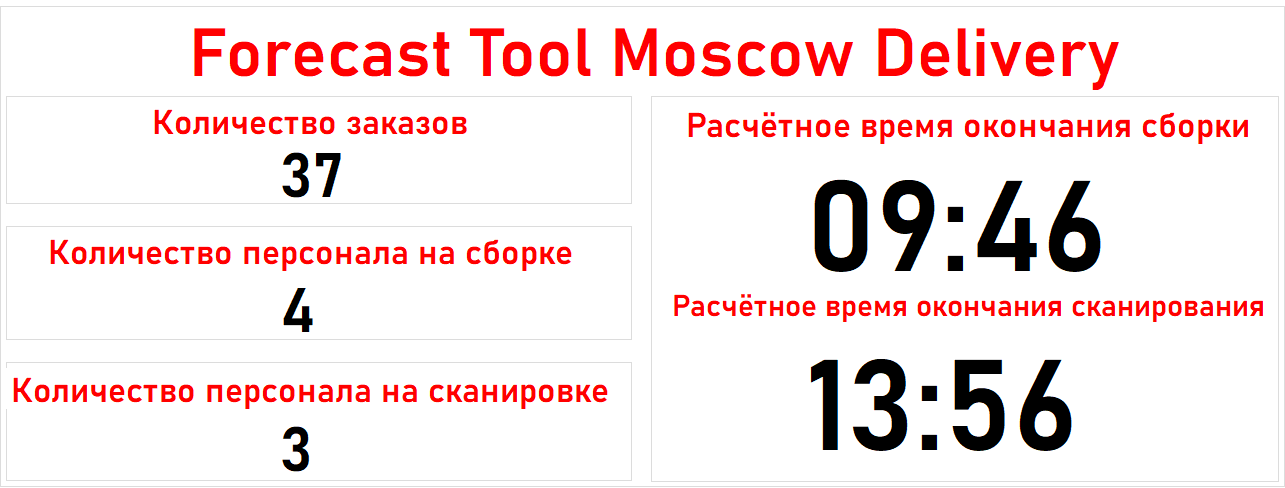 Forecast Tool Moscow Delivery
Количество заказов
37
Количество персонала на сборке
4
Количество персонала на сканировке
3
Расчётное время окончания сборки
09:46
Расчётное время окончания сканирования
13:56